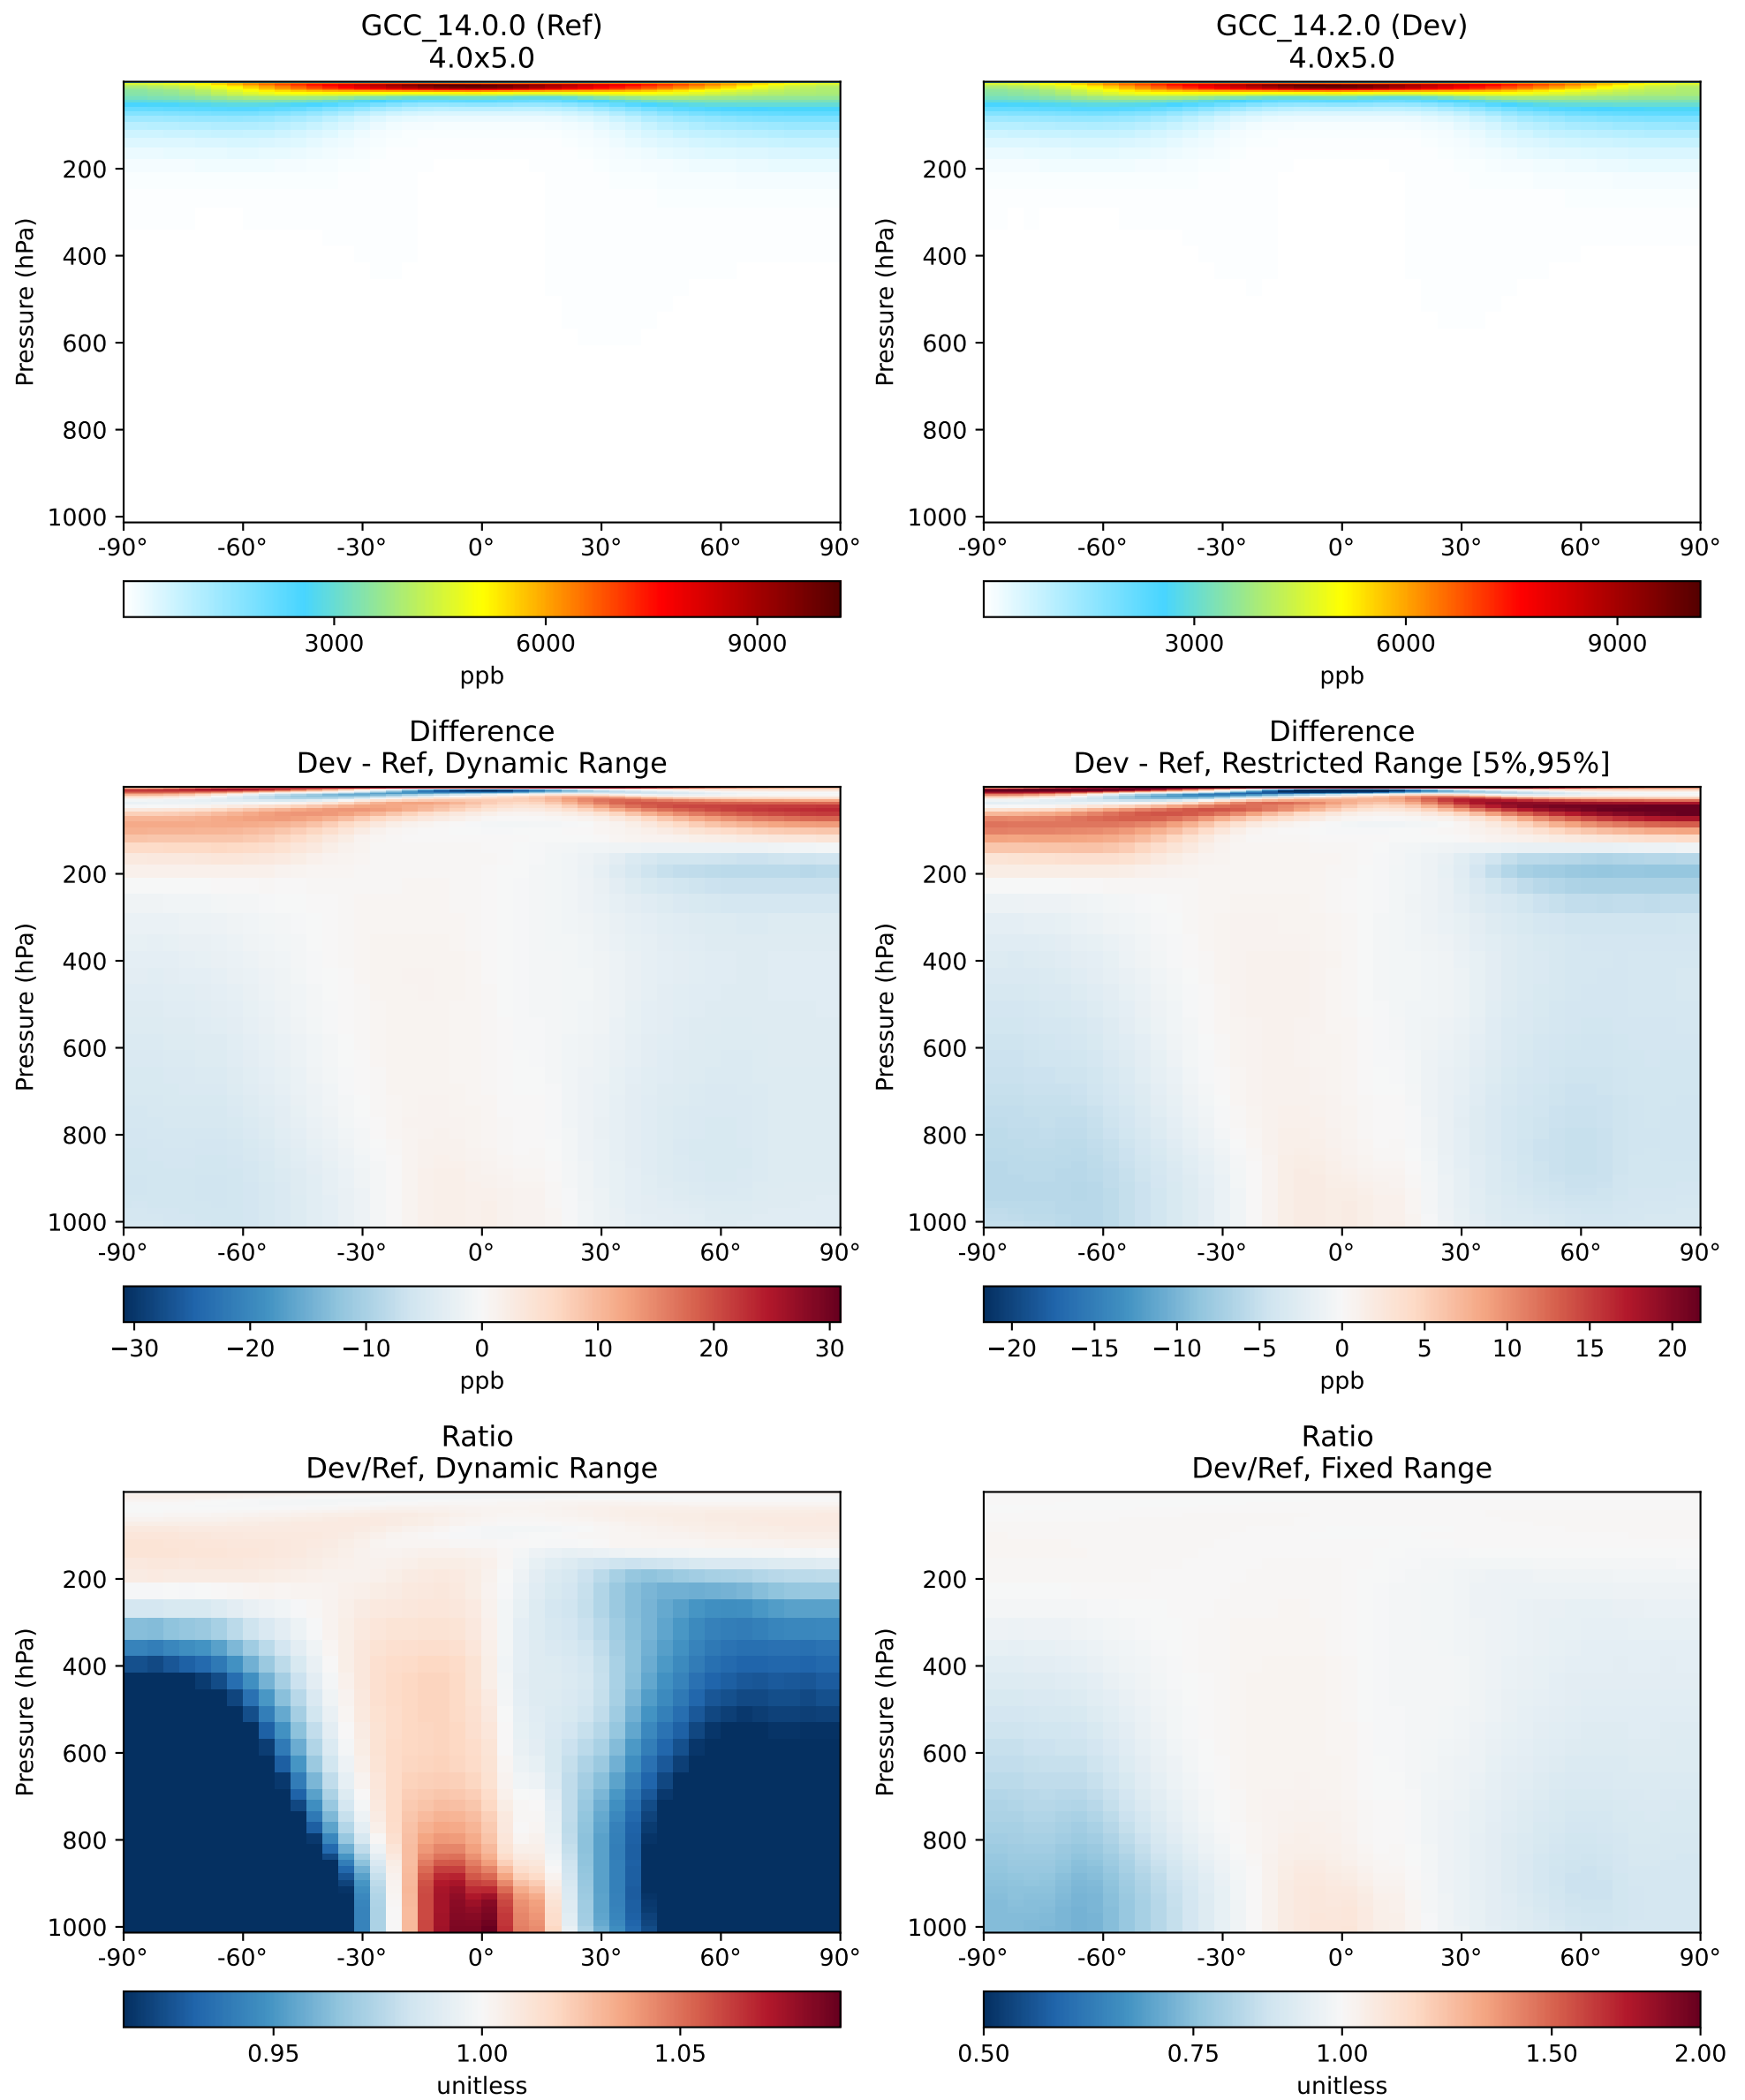 GCC_14.0.0 (Ref)
4.0x5.0
Pressure (hPa)
200
400
600
800
1000
-90° -60° -30° 0° 30° 60° 90°
3000 6000 9000
ppb
GCC_14.2.0 (Dev)
4.0x5.0
Pressure (hPa)
200
400
600
800
1000
-90° -60° -30° 0° 30° 60° 90°
3000 6000 9000
ppb
Difference
Dev - Ref, Dynamic Range
Pressure (hPa)
200
400
600
800
1000
-90° -60° -30° 0° 30° 60° 90°
−30 −20 −10 0 10 20 30
ppb
Difference
Dev - Ref, Restricted Range [5%,95%]
Pressure (hPa)
200
400
600
800
1000
-90° -60° -30° 0° 30° 60° 90°
−20 −15 −10 −5 0 5 10 15 20
ppb
Ratio
Dev/Ref, Dynamic Range
Pressure (hPa)
200
400
600
800
1000
-90° -60° -30° 0° 30° 60° 90°
0.95 1.00 1.05
unitless
Ratio
Dev/Ref, Fixed Range
Pressure (hPa)
200
400
600
800
1000
-90° -60° -30° 0° 30° 60° 90°
0.50 0.75 1.00 1.50 2.00
unitless